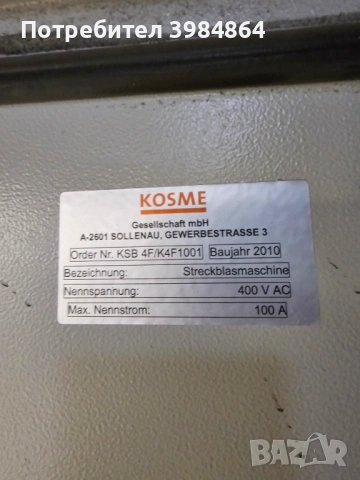 Потребител 3984864
KOSME
Gesellschaft mbH
A-2601 SOLLENAU, GEWERBESTRASSE 3
Order Nr. KSB 4F/K4F1001 Baujahr 2010
Bezeichnung: Streckblasmaschine
Nennspannung: 400 V AC
Max. Nennstrom: 100 A
BAZAR